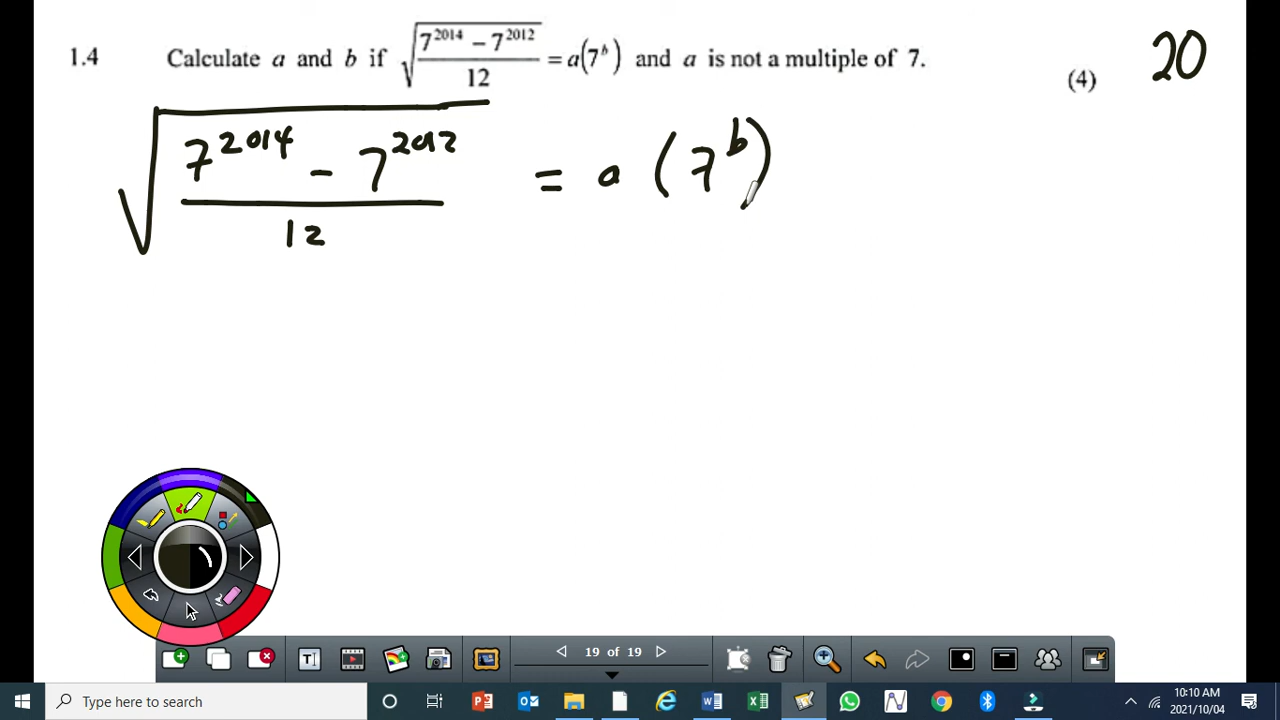 1.4 Calculate a and b if √((7^2014 − 7^2012)/12) = a(7^b) and a is not a multiple of 7. (4)
20
√((7^2014 − 7^2012)/12) = a(7^b)
19 of 19
Type here to search
10:10 AM
2021/10/04